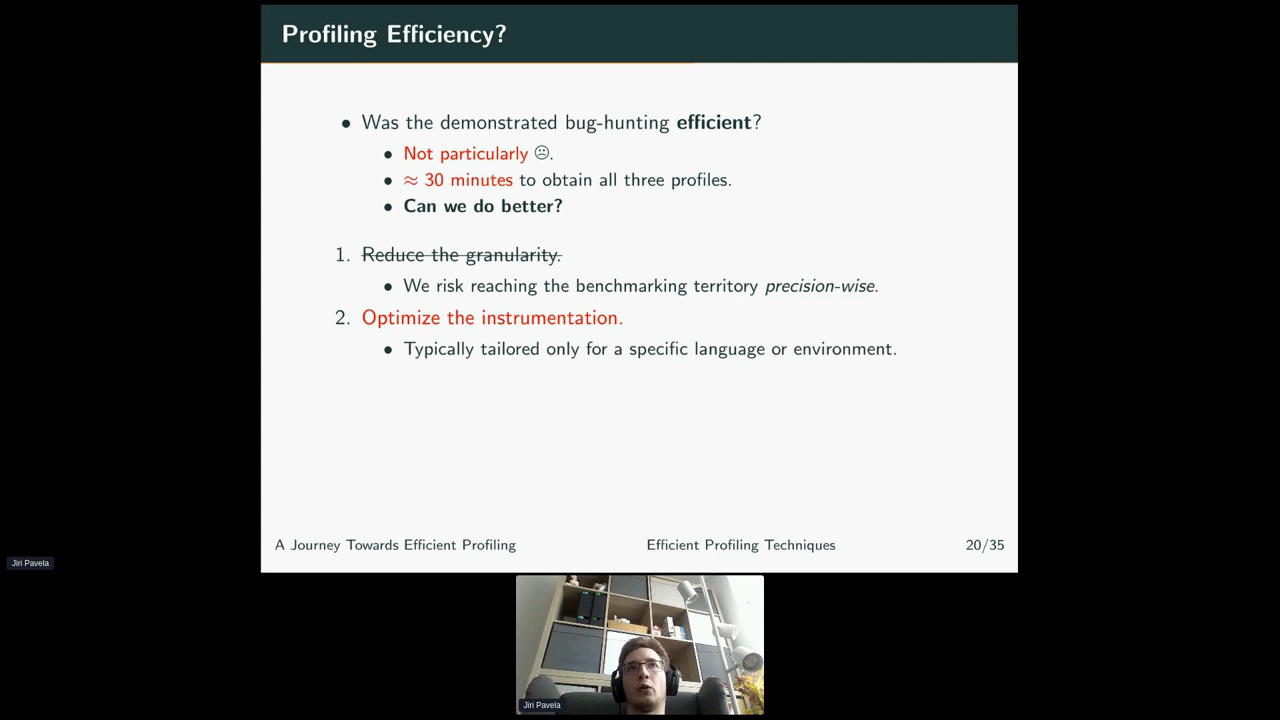 Profiling Efficiency?
• Was the demonstrated bug-hunting efficient?
• Not particularly ☹.
• ≈ 30 minutes to obtain all three profiles.
• Can we do better?
1. Reduce the granularity.
• We risk reaching the benchmarking territory precision-wise.
2. Optimize the instrumentation.
• Typically tailored only for a specific language or environment.
A Journey Towards Efficient Profiling Efficient Profiling Techniques 20/35
Jiri Pavela
Jiri Pavela